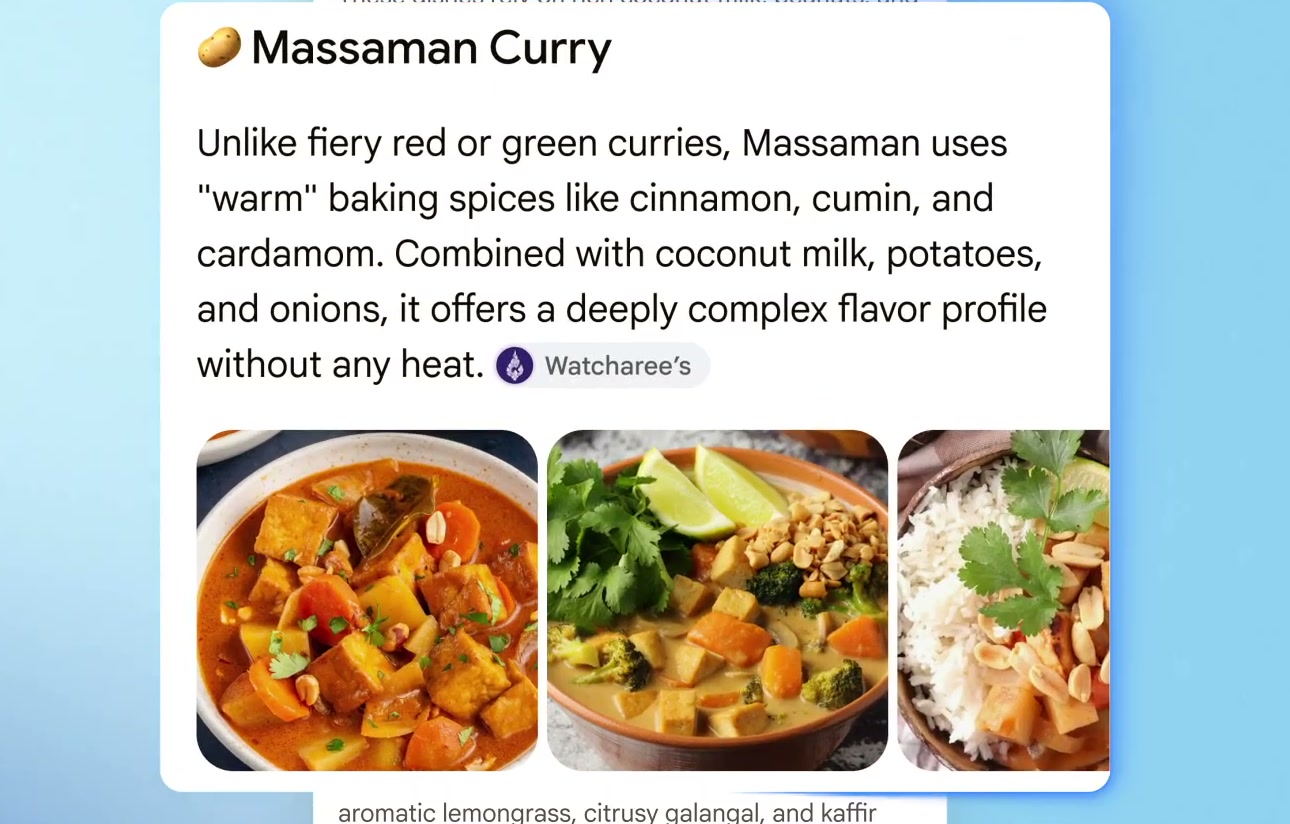 Massaman Curry
Unlike fiery red or green curries, Massaman uses
"warm" baking spices like cinnamon, cumin, and
cardamom. Combined with coconut milk, potatoes,
and onions, it offers a deeply complex flavor profile
without any heat. Watcharee’s
aromatic lemongrass, citrusy galangal, and kaffir